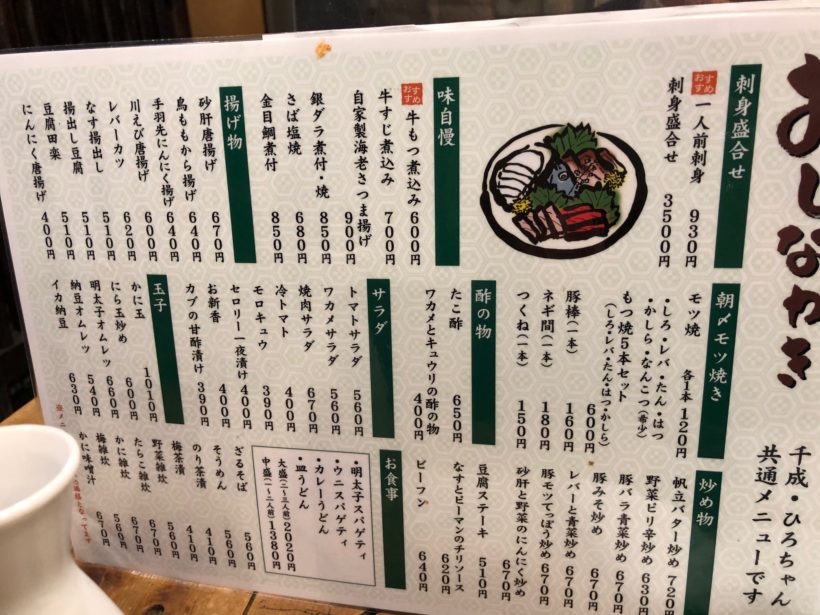 おしながき
千成・ひろちゃん
共通メニューです
刺身盛合せ
おすすめ 一人前刺身 930円
刺身盛合せ 3500円
味自慢
おすすめ 牛もつ煮込み 600円
牛すじ煮込み 700円
自家製海老さつま揚げ 900円
銀ダラ煮付・焼 850円
さば塩焼 680円
金目鯛煮付 850円
揚げ物
砂肝唐揚げ 670円
鳥ももから揚げ 640円
手羽先にんにく揚げ 640円
川えび唐揚げ 600円
レバーカツ 620円
なす揚出し 510円
揚出し豆腐 510円
豆腐田楽 510円
にんにく唐揚げ 400円
朝〆モツ焼き
モツ焼 各1本 120円
・しろ・レバ・たん・はつ
・かしら・なんこつ(希少)
もつ焼5本セット 600円
(しろ・レバ・たん・はつ・かしら)
豚棒(一本) 160円
ネギ間(一本) 180円
つくね(一本) 150円
酢の物
たこ酢 650円
ワカメとキュウリの酢の物 400円
サラダ
トマトサラダ 560円
ワカメサラダ 560円
焼肉サラダ 670円
冷トマト 400円
モロキュウ 390円
セロリー一夜漬け 400円
お新香 400円
カブの甘酢漬け 390円
玉子
かに玉 1010円
にら玉炒め 600円
明太子オムレツ 660円
納豆オムレツ 540円
イカ納豆 630円
炒め物
帆立バター炒め 720円
野菜ピリ辛炒め 630円
豚バラ青菜炒め 670円
豚みそ炒め 670円
レバーと青菜炒め 670円
豚モツてっぽう炒め 670円
砂肝と野菜のにんにく炒め 670円
豆腐ステーキ 510円
なすとピーマンのチリソース 620円
ビーフン 640円
お食事
・明太子スパゲティ
・ウニスパゲティ
・カレーうどん
・皿うどん
大盛(二〜三人前) 2020円
中盛(一〜二人前) 1380円
ざるそば 560円
そうめん 560円
のり茶漬 410円
梅茶漬 410円
野菜雑炊 560円
たらこ雑炊 670円
かに雑炊 670円
梅雑炊 560円
かに味噌汁 670円